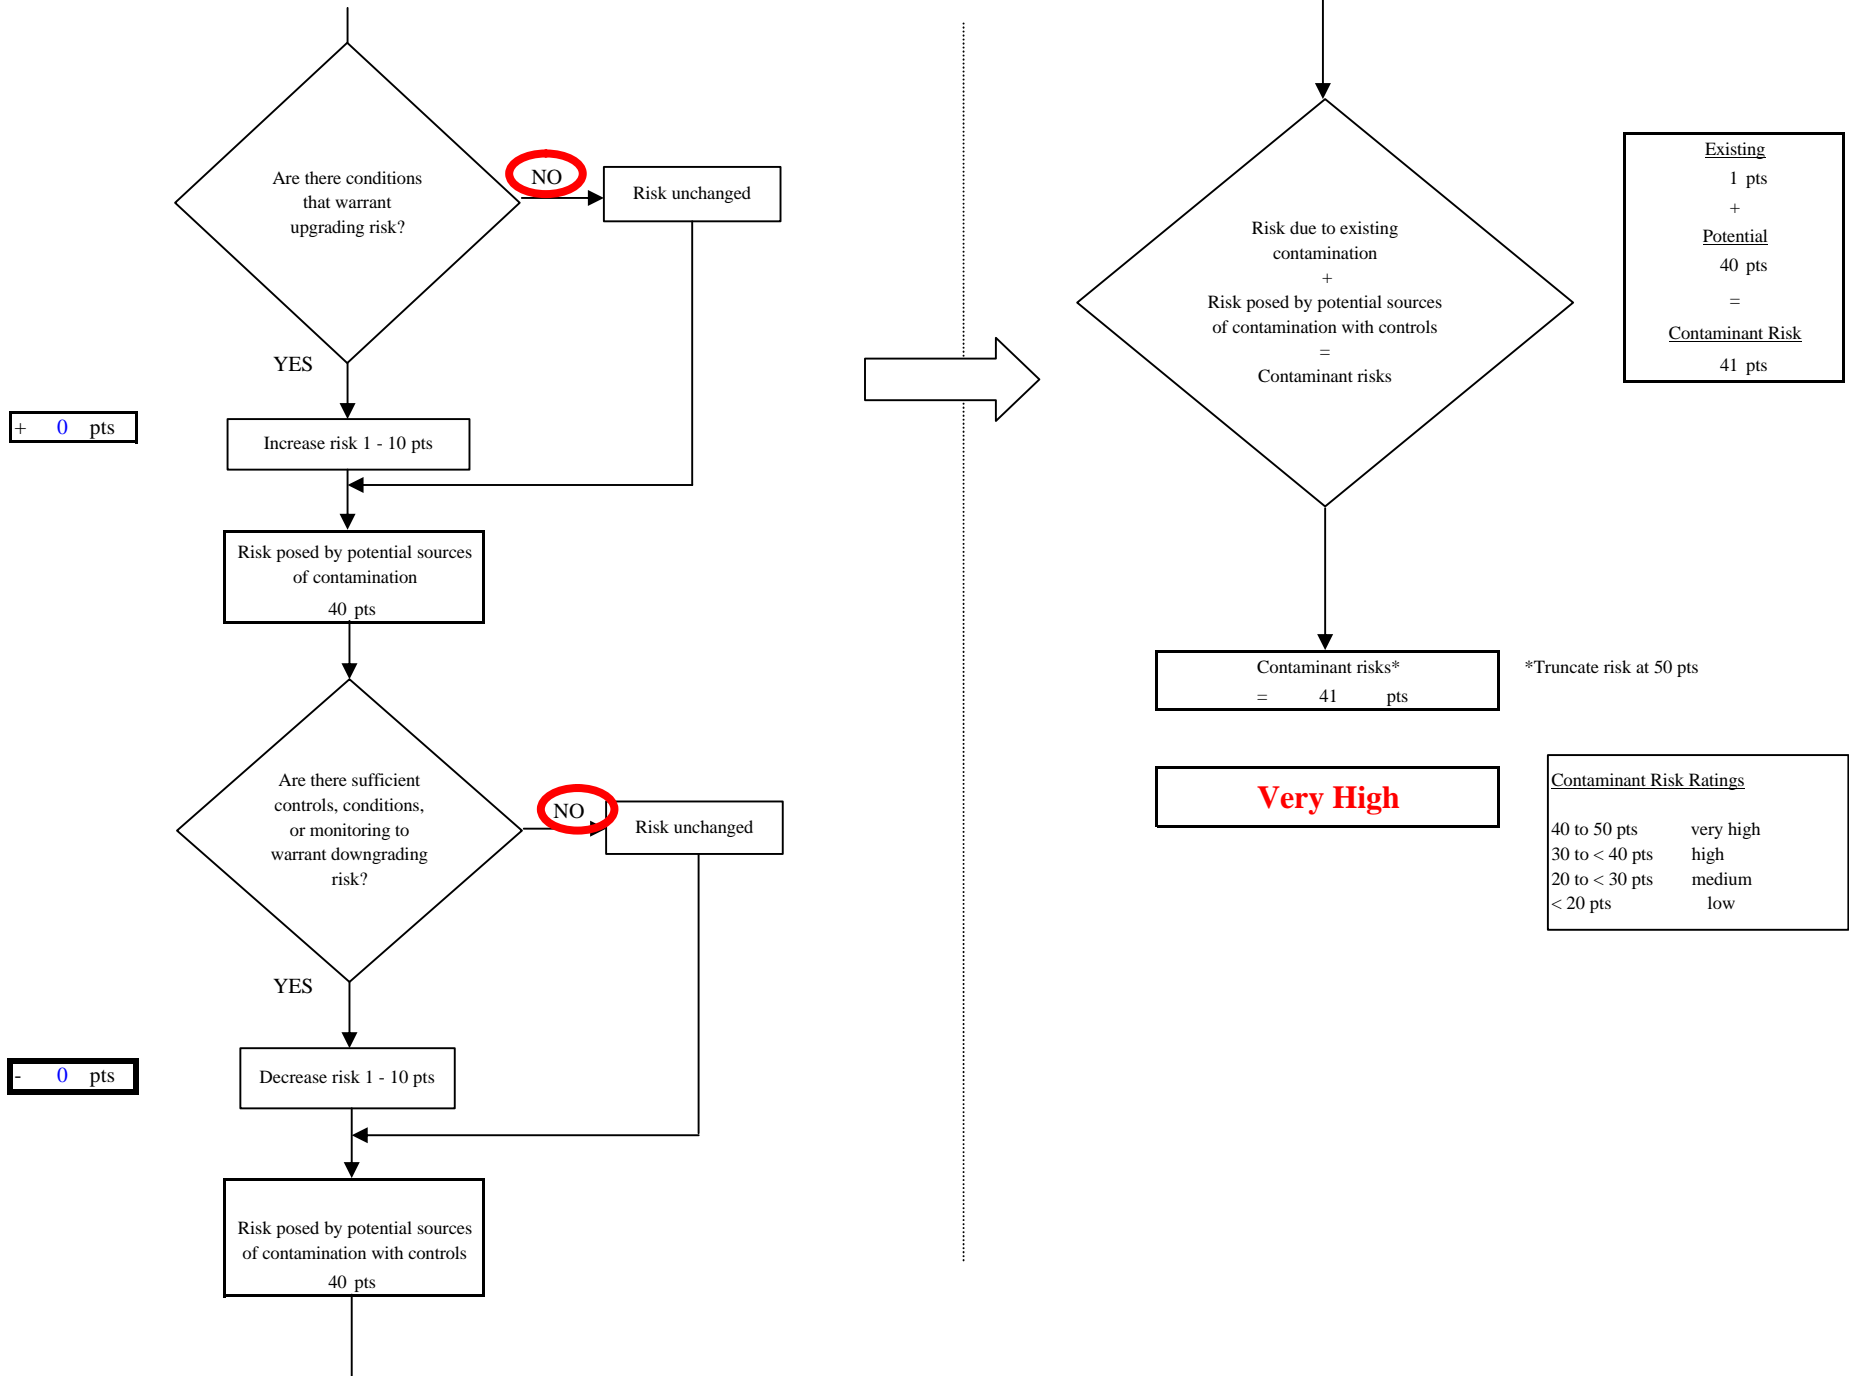 Are there conditions
that warrant
upgrading risk?
NO
Risk unchanged
YES
+ 0 pts
Increase risk 1 - 10 pts
Risk posed by potential sources
of contamination
40 pts
Are there sufficient
controls, conditions,
or monitoring to
warrant downgrading
risk?
NO
Risk unchanged
YES
- 0 pts
Decrease risk 1 - 10 pts
Risk posed by potential sources
of contamination with controls
40 pts
Risk due to existing
contamination
+
Risk posed by potential sources
of contamination with controls
=
Contaminant risks
Existing
1 pts
+
Potential
40 pts
=
Contaminant Risk
41 pts
Contaminant risks*
= 41 pts
*Truncate risk at 50 pts
Very High
Contaminant Risk Ratings
40 to 50 pts very high
30 to < 40 pts high
20 to < 30 pts medium
< 20 pts low